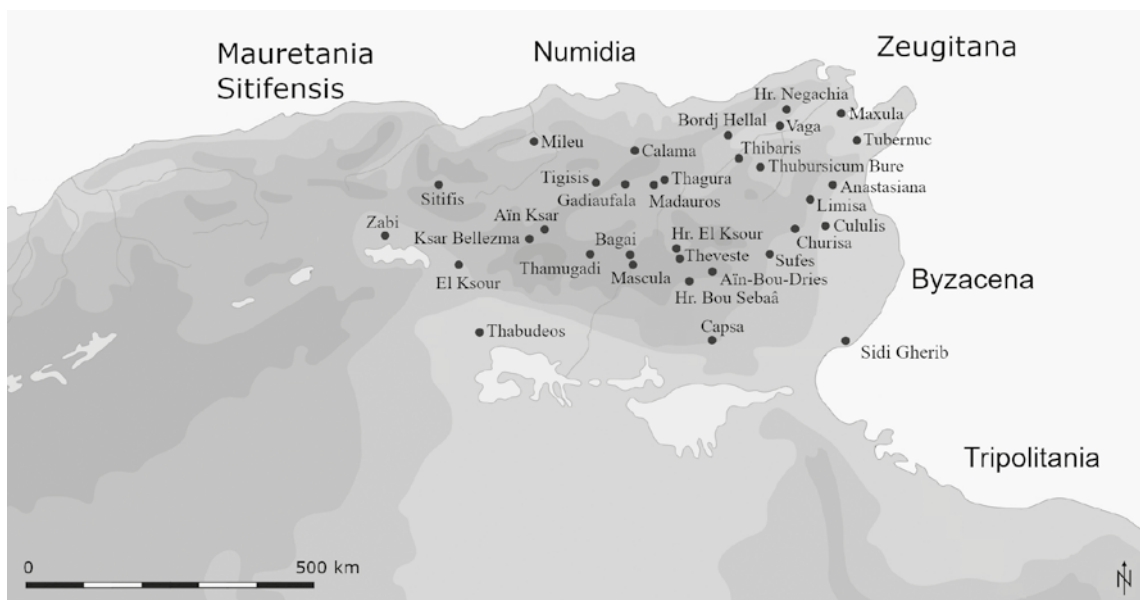 Mauretania
Sitifensis
Numidia
Zeugitana
Hr. Negachia
Maxula
Bordj Hellal
Vaga
Mileu
Tubernuc
Calama
Thibaris
Thubursicum Bure
Tigisis
Thagura
Sitifis
Gadiaufala
Madauros
Anastasiana
Limisa
Aïn Ksar
Zabi
Cululis
Ksar Bellezma
Bagai
Hr. El Ksour
Churisa
Theveste
Sufes
Thamugadi
Mascula
Aïn-Bou-Dries
El Ksour
Byzacena
Hr. Bou Sebaâ
Thabudeos
Capsa
Sidi Gherib
Tripolitania
0
500 km
N